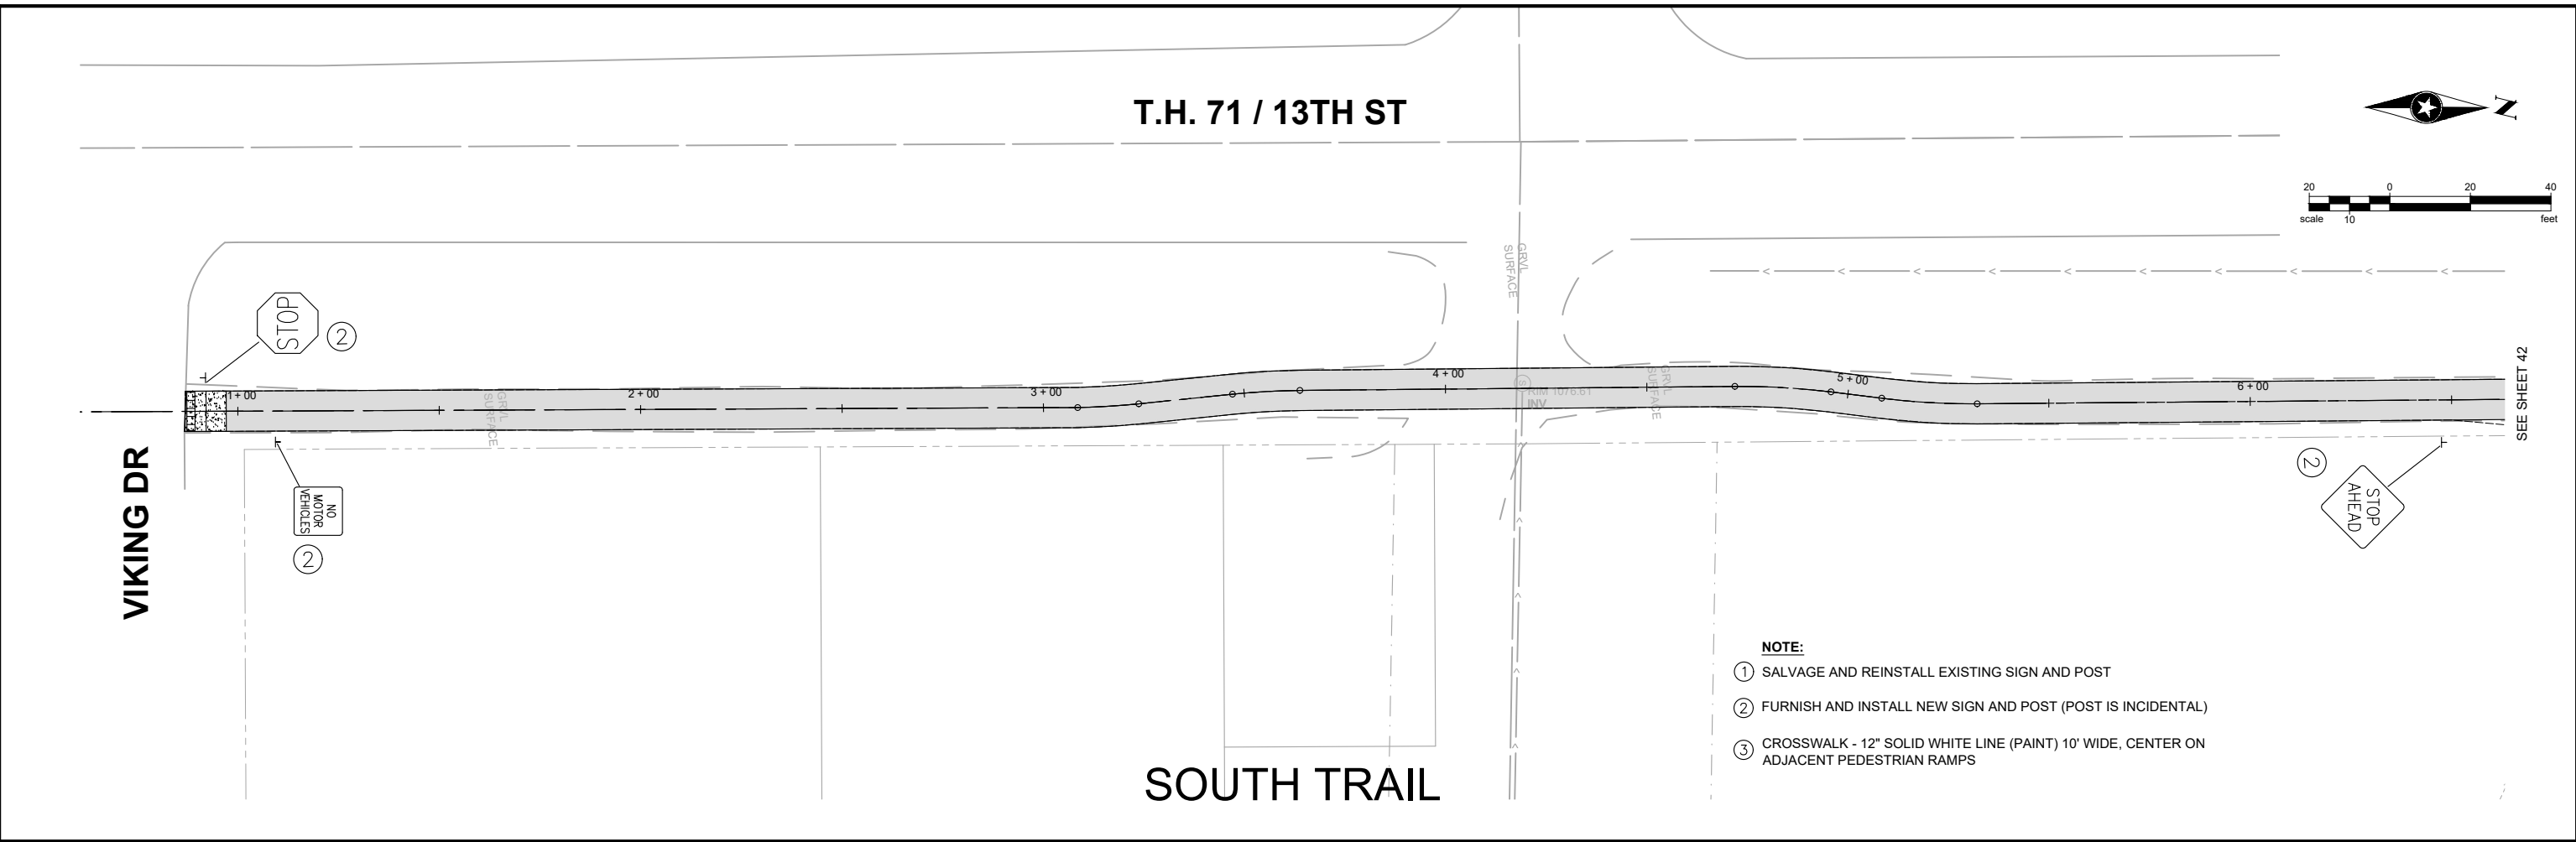 T.H. 71 / 13TH ST
N
20 0 20 40
scale 10 feet
GRVL
SURFACE
STOP
2
1 + 00
2 + 00
3 + 00
4 + 00
5 + 00
6 + 00
GRVL
SURFACE
S
RIM 1076.61
INV
GRVL
SURFACE
SEE SHEET 42
VIKING DR
NO
MOTOR
VEHICLES
2
2
STOP
AHEAD
NOTE:
1 SALVAGE AND REINSTALL EXISTING SIGN AND POST
2 FURNISH AND INSTALL NEW SIGN AND POST (POST IS INCIDENTAL)
3 CROSSWALK - 12" SOLID WHITE LINE (PAINT) 10' WIDE, CENTER ON
ADJACENT PEDESTRIAN RAMPS
SOUTH TRAIL